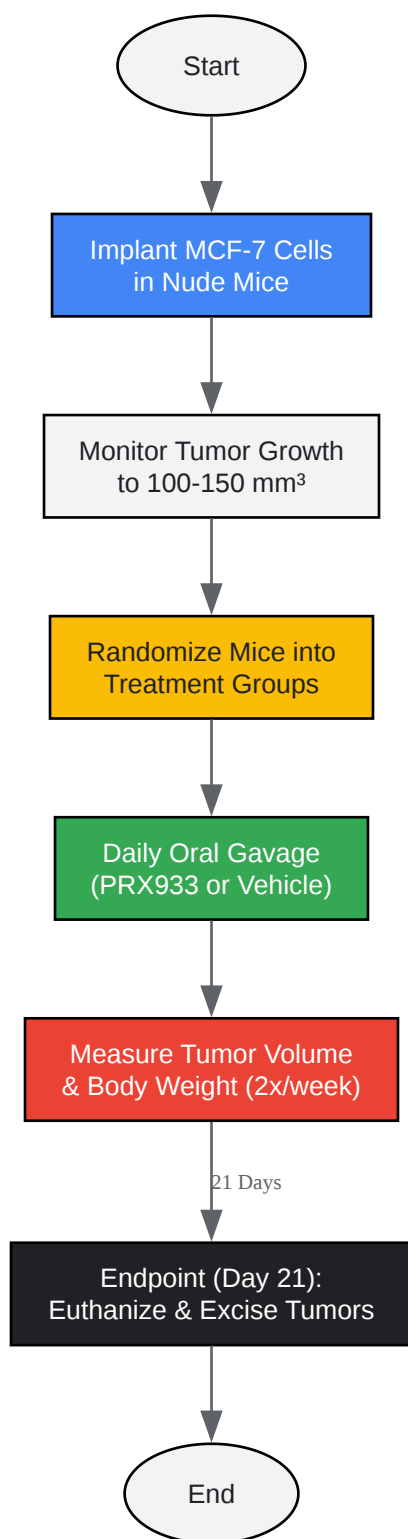 Start
Implant MCF-7 Cells
in Nude Mice
Monitor Tumor Growth
to 100-150 mm³
Randomize Mice into
Treatment Groups
Daily Oral Gavage
(PRX933 or Vehicle)
Measure Tumor Volume
& Body Weight (2x/week)
21 Days
Endpoint (Day 21):
Euthanize & Excise Tumors
End